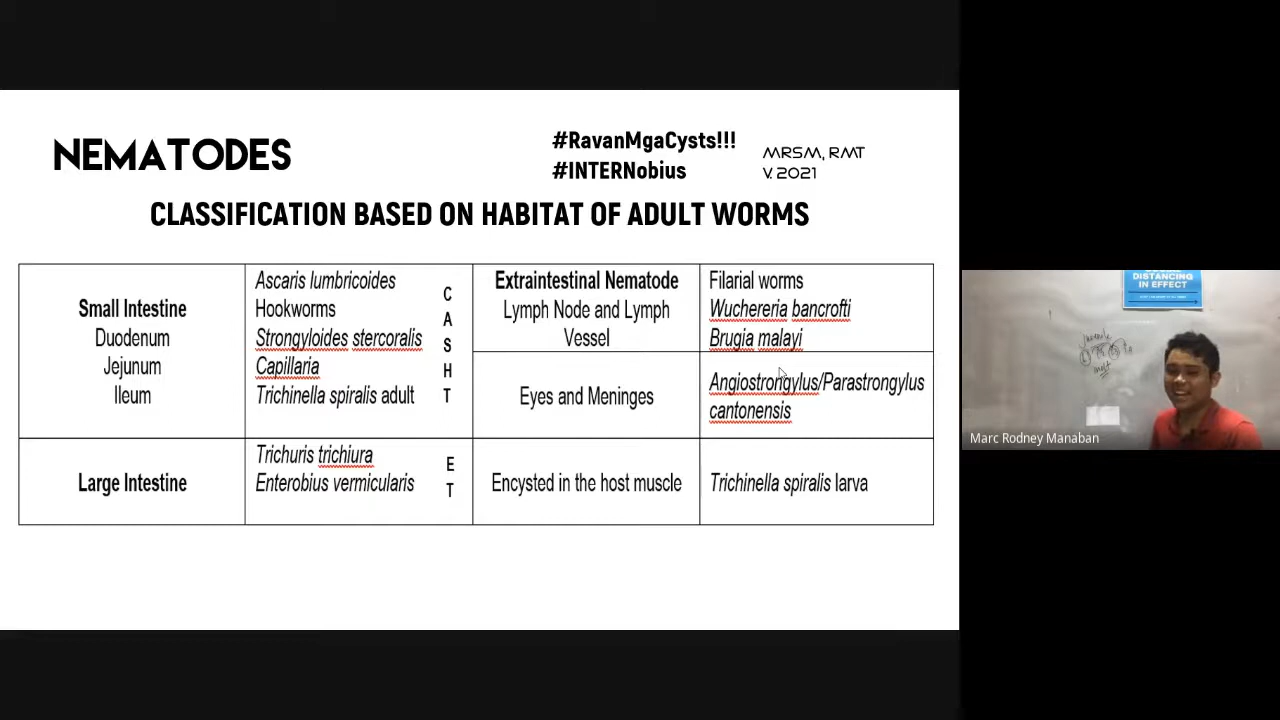 NEMATODES
#RavanMgaCysts!!!
#INTERNobius
MRSM, RMT
V. 2021
CLASSIFICATION BASED ON HABITAT OF ADULT WORMS
Small Intestine
Duodenum
Jejunum
Ileum
Ascaris lumbricoides
Hookworms
Strongyloides stercoralis
Capillaria
Trichinella spiralis adult
C
A
S
H
T
Extraintestinal Nematode
Lymph Node and Lymph
Vessel
Filarial worms
Wuchereria bancrofti
Brugia malayi
Eyes and Meninges
Angiostrongylus/Parastrongylus
cantonensis
Large Intestine
Trichuris trichiura
Enterobius vermicularis
E
T
Encysted in the host muscle
Trichinella spiralis larva
DISTANCING
IN EFFECT
Marc Rodney Manaban